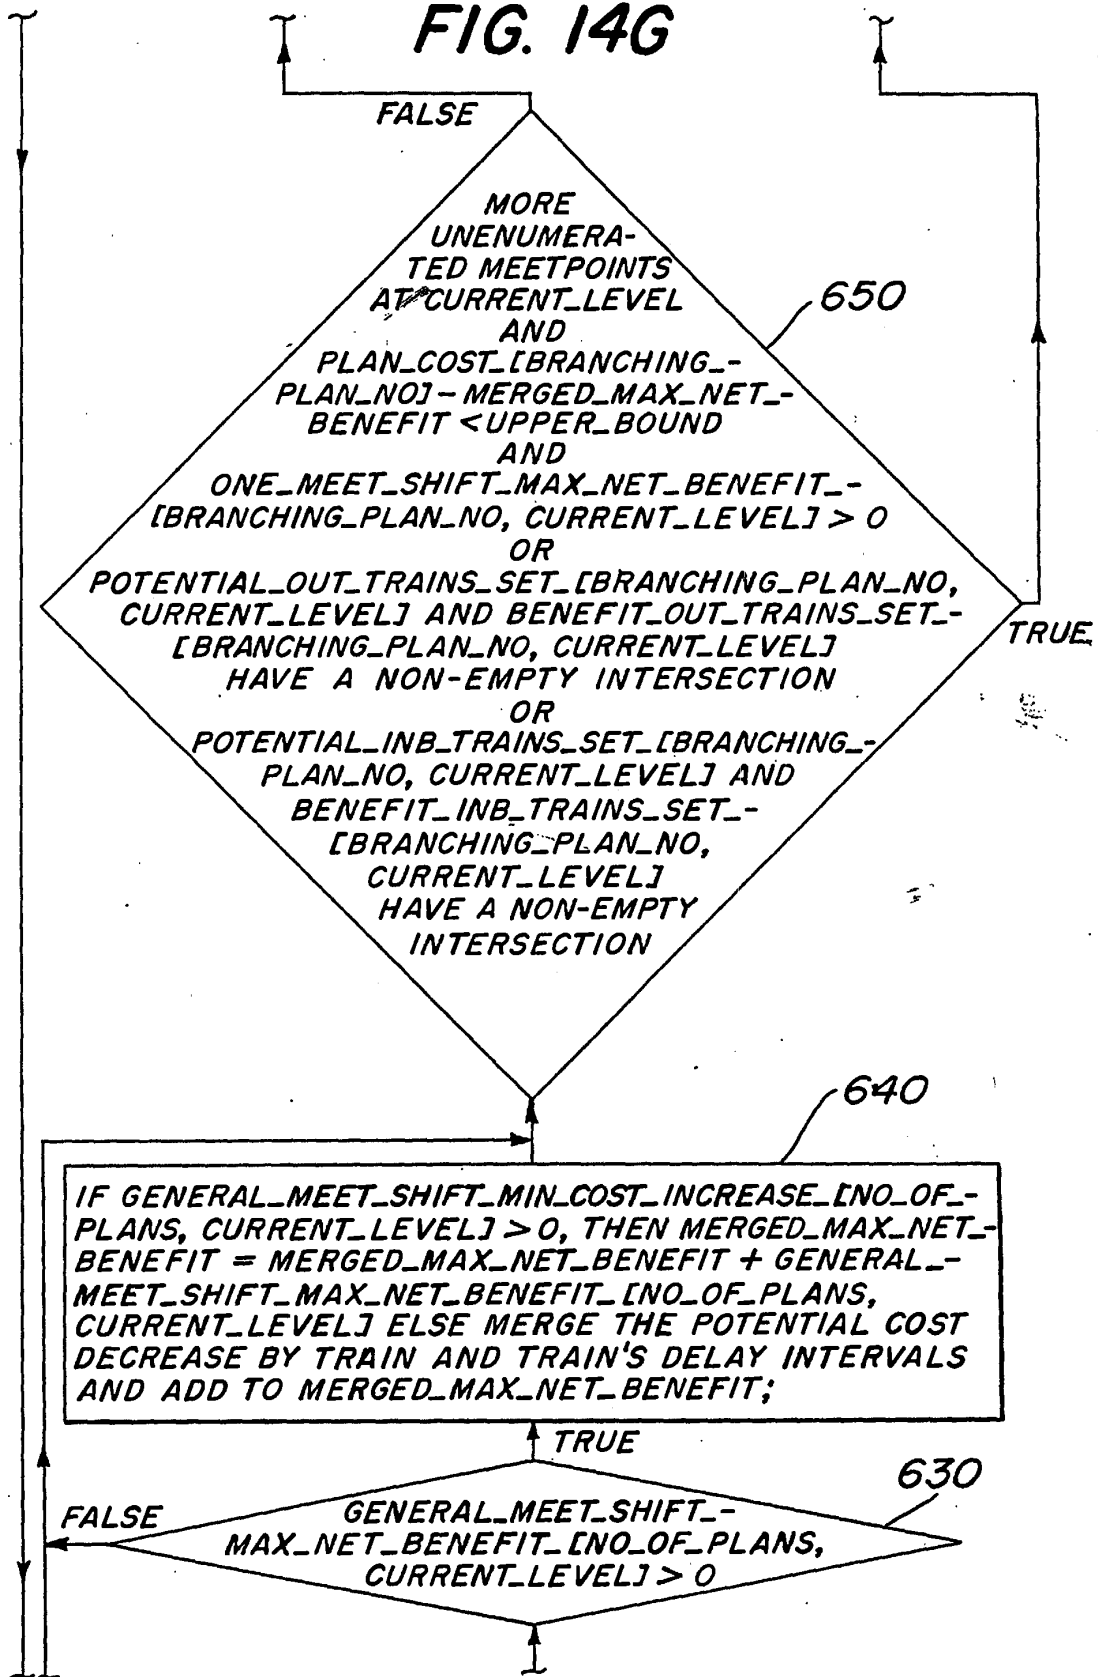 FIG. 14G
FALSE
MORE
UNENUMERA-
TED MEETPOINTS
AT CURRENT_LEVEL
AND
PLAN_COST_[BRANCHING_-
PLAN_NO]-MERGED_MAX_NET_-
BENEFIT <UPPER_BOUND
AND
ONE_MEET_SHIFT_MAX_NET_BENEFIT_-
[BRANCHING_PLAN_NO, CURRENT_LEVEL] > 0
OR
POTENTIAL_OUT_TRAINS_SET_[BRANCHING_PLAN_NO,
CURRENT_LEVEL] AND BENEFIT_OUT_TRAINS_SET_-
[BRANCHING_PLAN_NO, CURRENT_LEVEL]
HAVE A NON-EMPTY INTERSECTION
OR
POTENTIAL_INB_TRAINS_SET_[BRANCHING_-
PLAN_NO, CURRENT_LEVEL] AND
BENEFIT_INB_TRAINS_SET_-
[BRANCHING_PLAN_NO,
CURRENT_LEVEL]
HAVE A NON-EMPTY
INTERSECTION
650
TRUE
640
IF GENERAL_MEET_SHIFT_MIN_COST_INCREASE_[NO_OF_-
PLANS, CURRENT_LEVEL] > 0, THEN MERGED_MAX_NET_-
BENEFIT = MERGED_MAX_NET_BENEFIT + GENERAL_-
MEET_SHIFT_MAX_NET_BENEFIT_[NO_OF_PLANS,
CURRENT_LEVEL] ELSE MERGE THE POTENTIAL COST
DECREASE BY TRAIN AND TRAIN'S DELAY INTERVALS
AND ADD TO MERGED_MAX_NET_BENEFIT;
TRUE
630
FALSE
GENERAL_MEET_SHIFT_-
MAX_NET_BENEFIT_[NO_OF_PLANS,
CURRENT_LEVEL] > 0